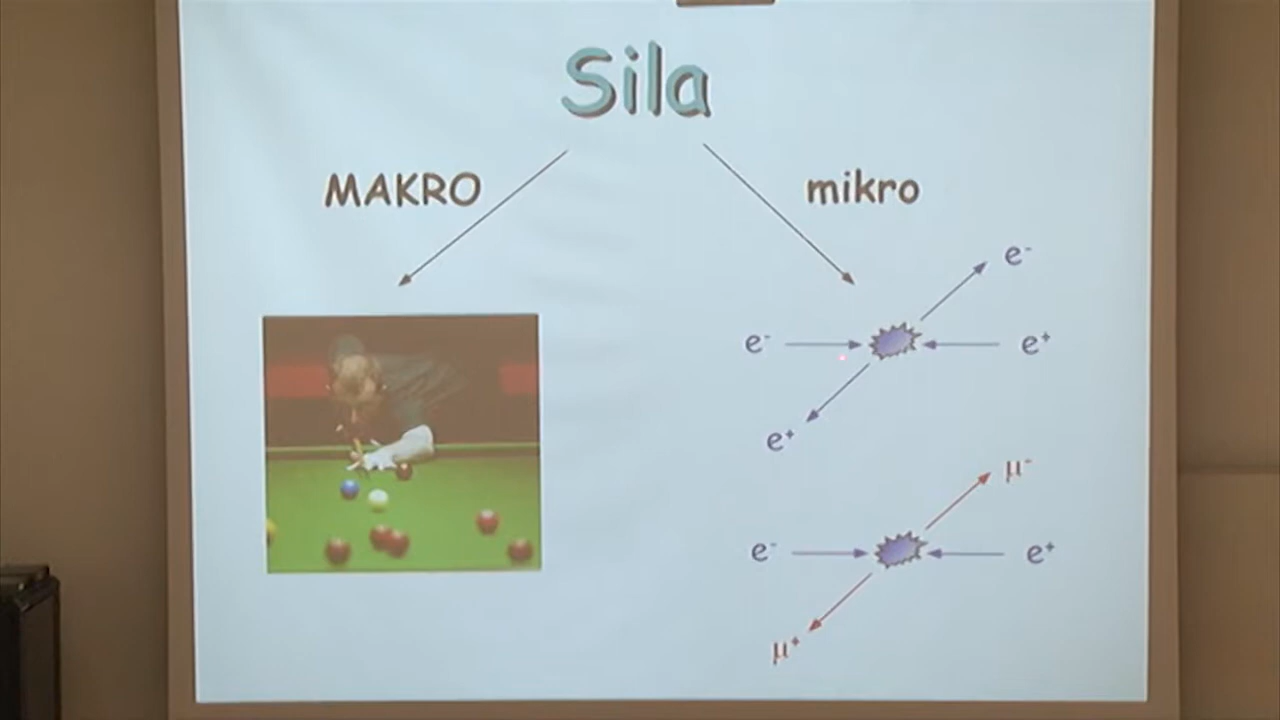 Sila
MAKRO
mikro
e⁻
e⁻
e⁺
e⁺
μ⁻
e⁻
e⁺
μ⁺